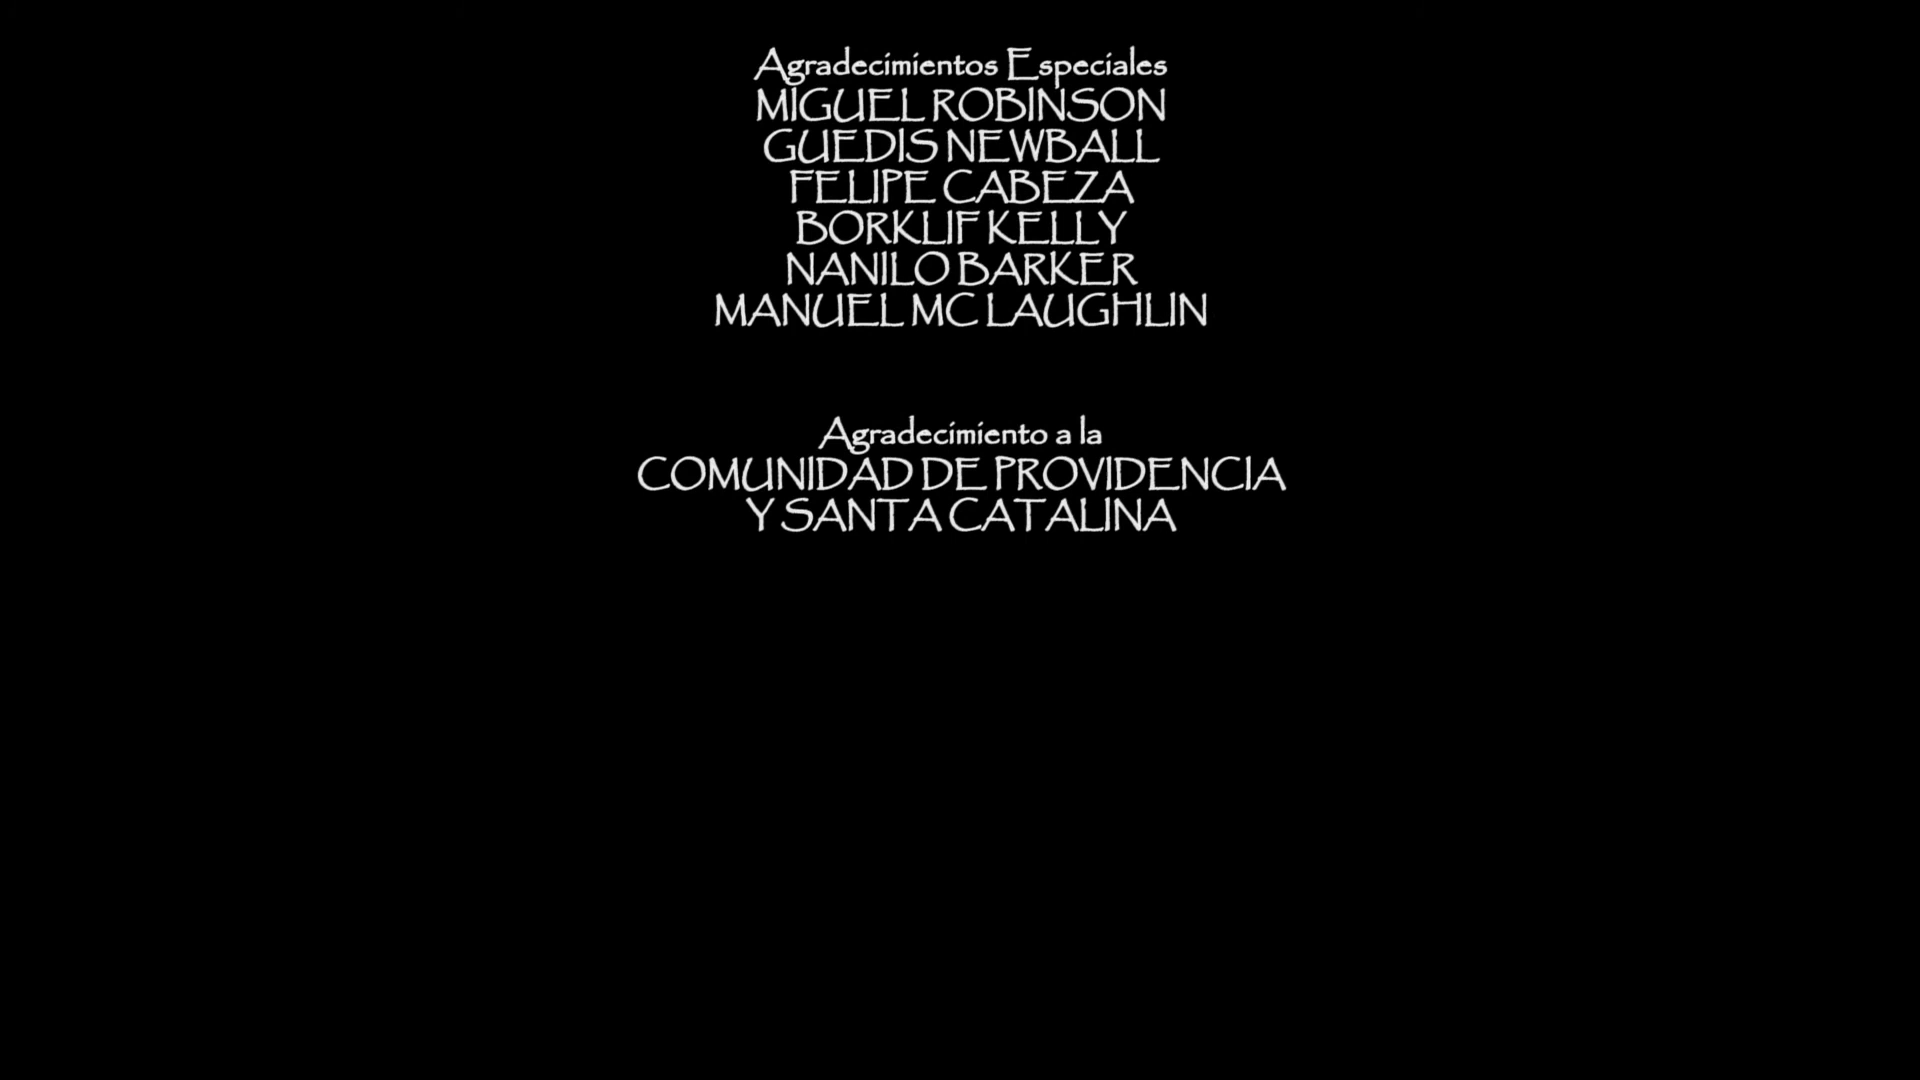 Agradecimientos Especiales
MIGUEL ROBINSON
GUEDIS NEWBALL
FELIPE CABEZA
BORKLIF KELLY
NANILO BARKER
MANUEL MC LAUGHLIN
Agradecimiento a la
COMUNIDAD DE PROVIDENCIA
Y SANTA CATALINA